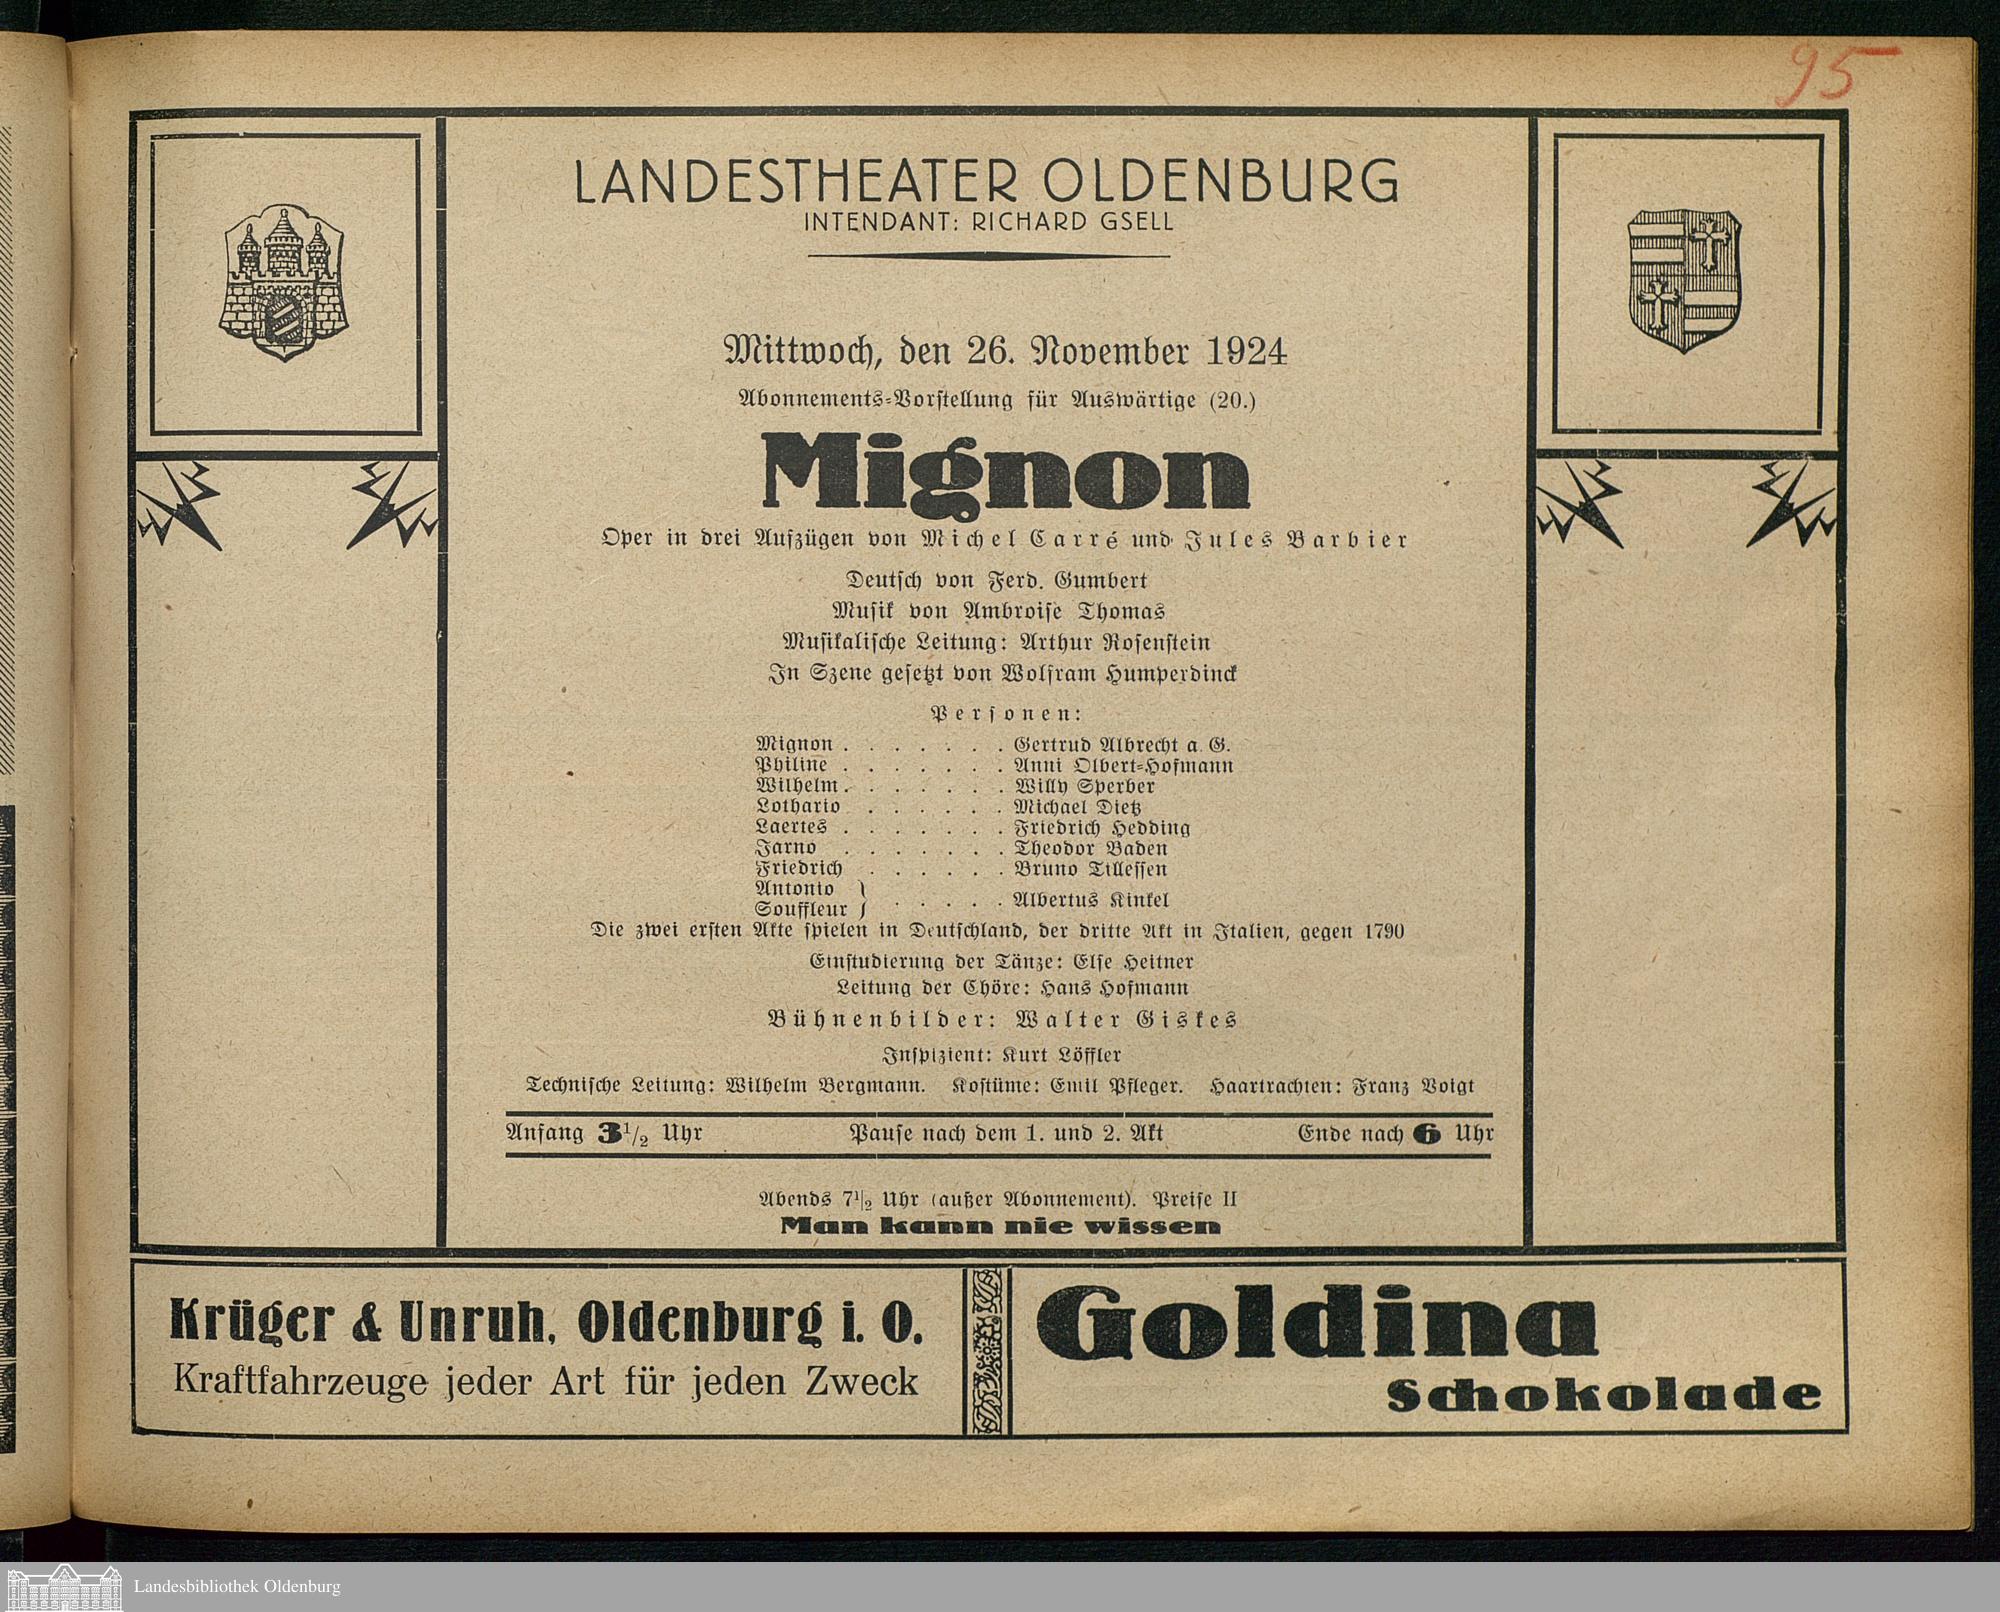 95
LANDESTHEATER OLDENBURG
INTENDANT: RICHARD GSELL
Mittwoch, den 26. November 1924
Abonnements-Vorstellung für Auswärtige (20.)
Mignon
Oper in drei Aufzügen von Michel Carré und Jules Barbier
Deutsch von Ferd. Gumbert
Musik von Ambroise Thomas
Musikalische Leitung: Arthur Rosenstein
In Szene gesetzt von Wolfram Humperdinck
Personen:
Mignon . . . . . . . Gertrud Albrecht a. G.
Philine . . . . . . . Anni Olbert-Hofmann
Wilhelm . . . . . . . Willy Sperber
Lothario . . . . . . Michael Dietz
Laertes . . . . . . . Friedrich Hedding
Jarno . . . . . . . Theodor Baden
Friedrich . . . . . . Bruno Tillessen
Antonio }
Souffleur } . . . . . Albertus Kinkel
Die zwei ersten Akte spielen in Deutschland, der dritte Akt in Italien, gegen 1790
Einstudierung der Tänze: Else Heitner
Leitung der Chöre: Hans Hofmann
Bühnenbilder: Walter Giskes
Inspizient: Kurt Löffler
Technische Leitung: Wilhelm Bergmann. Kostüme: Emil Pfleger. Haartrachten: Franz Voigt
Anfang 3 1/2 Uhr Pause nach dem 1. und 2. Akt Ende nach 6 Uhr
Abends 7 1/2 Uhr (außer Abonnement). Preise II
Man kann nie wissen
Krüger & Unruh, Oldenburg i. O.
Kraftfahrzeuge jeder Art für jeden Zweck
Goldina
Schokolade
Landesbibliothek Oldenburg